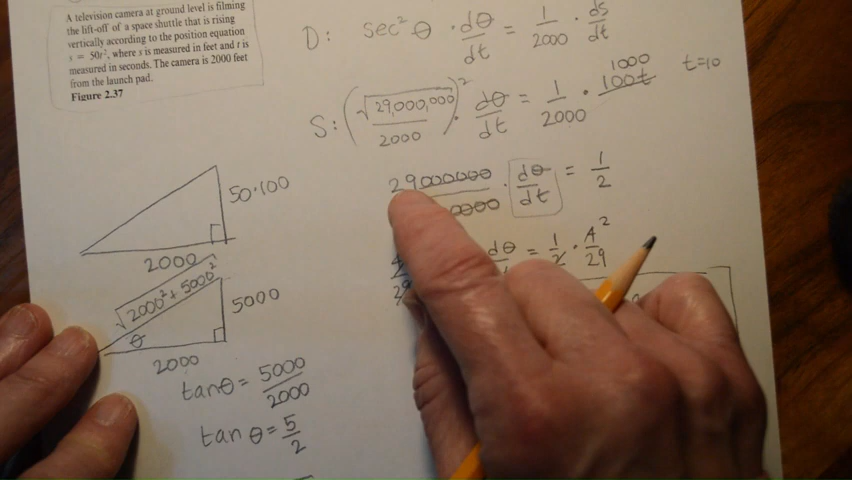 A television camera at ground level is filming
the lift-off of a space shuttle that is rising
vertically according to the position equation
s = 50t², where s is measured in feet and t is
measured in seconds. The camera is 2000 feet
from the launch pad.
Figure 2.37
D: sec²θ · dθ/dt = 1/2000 · ds/dt
S: (√29,000,000/2000)² · dθ/dt = 1/2000 · 100t 1000 t=10
29000000 · dθ/dt = 1/2
dθ = 1/2 · 4²/29
50·100
2000
√2000² + 5000²
5000
θ
2000
tanθ = 5000/2000
tan θ = 5/2